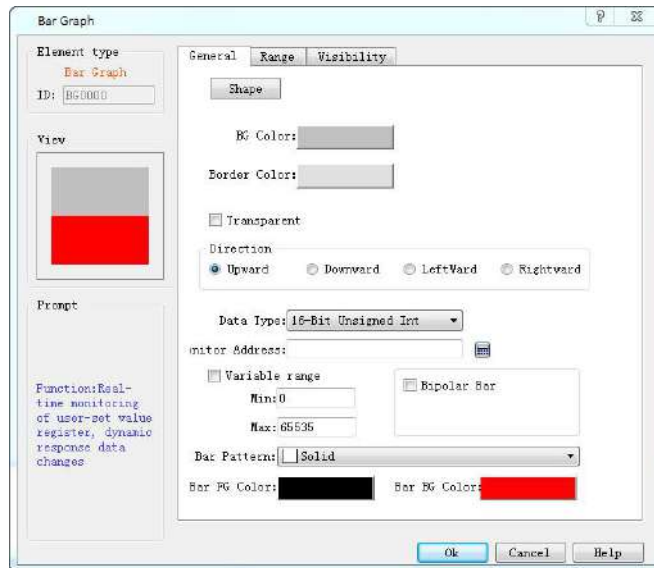 Bar Graph
Element type
Bar Graph
ID: BG0000
View
Prompt
Function:Real-
time monitoring
of user-set value
register, dynamic
response data
changes
General Range Visibility
Shape
BG Color:
Border Color:
Transparent
Direction
Upward Downward LeftWard Rightward
Data Type: 16-Bit Unsigned Int
nitor Address:
Variable range
Min: 0
Max: 65535
Bipolar Bar
Bar Pattern: Solid
Bar FG Color: Bar BG Color:
Ok Cancel Help